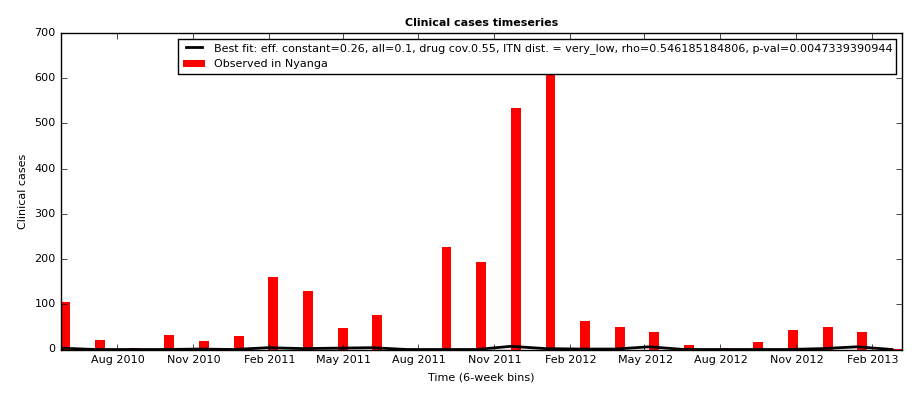 Clinical cases timeseries
Best fit: eff. constant=0.26, all=0.1, drug cov.0.55, ITN dist. = very_low, rho=0.546185184806, p-val=0.0047339390944
Observed in Nyanga
700
600
500
400
300
200
100
0
Clinical cases
Aug 2010 Nov 2010 Feb 2011 May 2011 Aug 2011 Nov 2011 Feb 2012 May 2012 Aug 2012 Nov 2012 Feb 2013
Time (6-week bins)